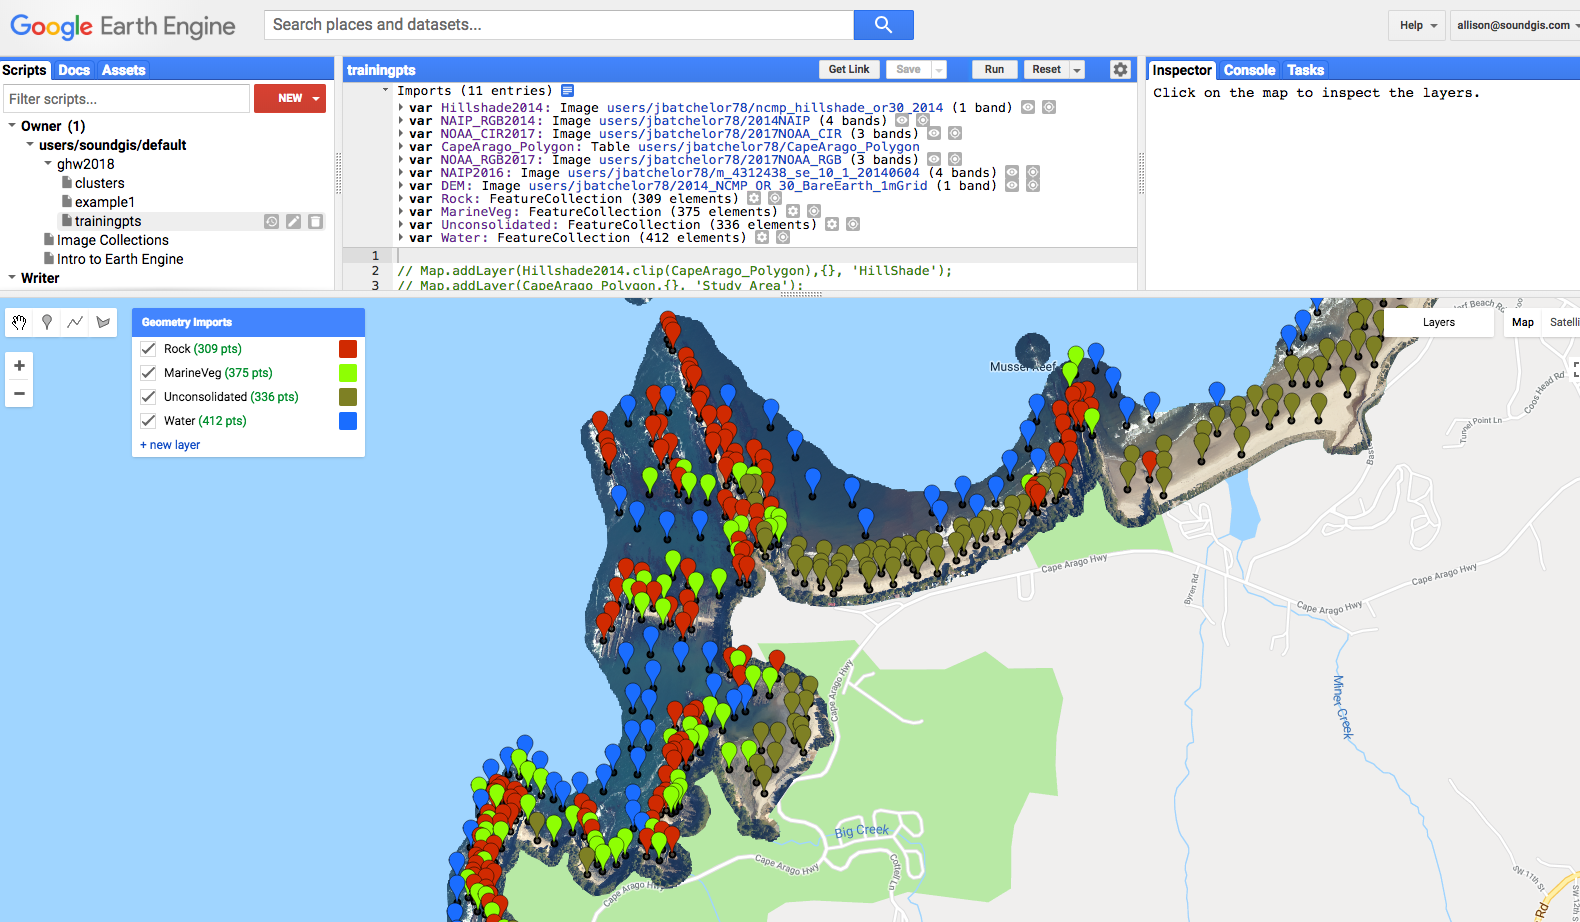 Google Earth Engine
Search places and datasets...
Help
allison@soundgis.com
Scripts Docs Assets
Filter scripts...
NEW
Owner (1)
users/soundgis/default
ghw2018
clusters
example1
trainingpts
Image Collections
Intro to Earth Engine
Writer
trainingpts
Get Link Save Run Reset
Imports (11 entries)
var Hillshade2014: Image users/jbatchelor78/ncmp_hillshade_or30_2014 (1 band)
var NAIP_RGB2014: Image users/jbatchelor78/2014NAIP (4 bands)
var NOAA_CIR2017: Image users/jbatchelor78/2017NOAA_CIR (3 bands)
var CapeArago_Polygon: Table users/jbatchelor78/CapeArago_Polygon
var NOAA_RGB2017: Image users/jbatchelor78/2017NOAA_RGB (3 bands)
var NAIP2016: Image users/jbatchelor78/m_4312438_se_10_1_20140604 (4 bands)
var DEM: Image users/jbatchelor78/2014_NCMP_OR_30_BareEarth_1mGrid (1 band)
var Rock: FeatureCollection (309 elements)
var MarineVeg: FeatureCollection (375 elements)
var Unconsolidated: FeatureCollection (336 elements)
var Water: FeatureCollection (412 elements)
1
2 // Map.addLayer(Hillshade2014.clip(CapeArago_Polygon),{}, 'HillShade');
3 // Map.addLayer(CapeArago_Polygon,{}, 'Study Area');
Inspector Console Tasks
Click on the map to inspect the layers.
Geometry Imports
Rock (309 pts)
MarineVeg (375 pts)
Unconsolidated (336 pts)
Water (412 pts)
+ new layer
Layers
Map Satelli
Beach Rd
Mussel Reef
Coos Head Rd
Tunnel Point Ln
Bas
Cape Arago Hwy
Cape Arago Hwy
Cape Arago Hwy
Byren Rd
Cape Arago Hwy
Miner Creek
Big Creek
Cape Arago Hwy
Cottell Ln
Cape Arago Hwy
SW 11th St
SW 12th S
Rd